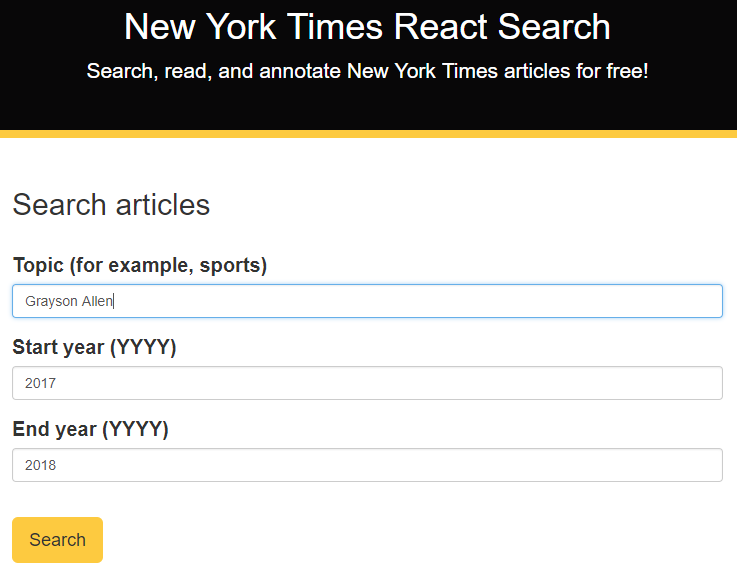 New York Times React Search
Search, read, and annotate New York Times articles for free!
Search articles
Topic (for example, sports)
Grayson Allen
Start year (YYYY)
2017
End year (YYYY)
2018
Search